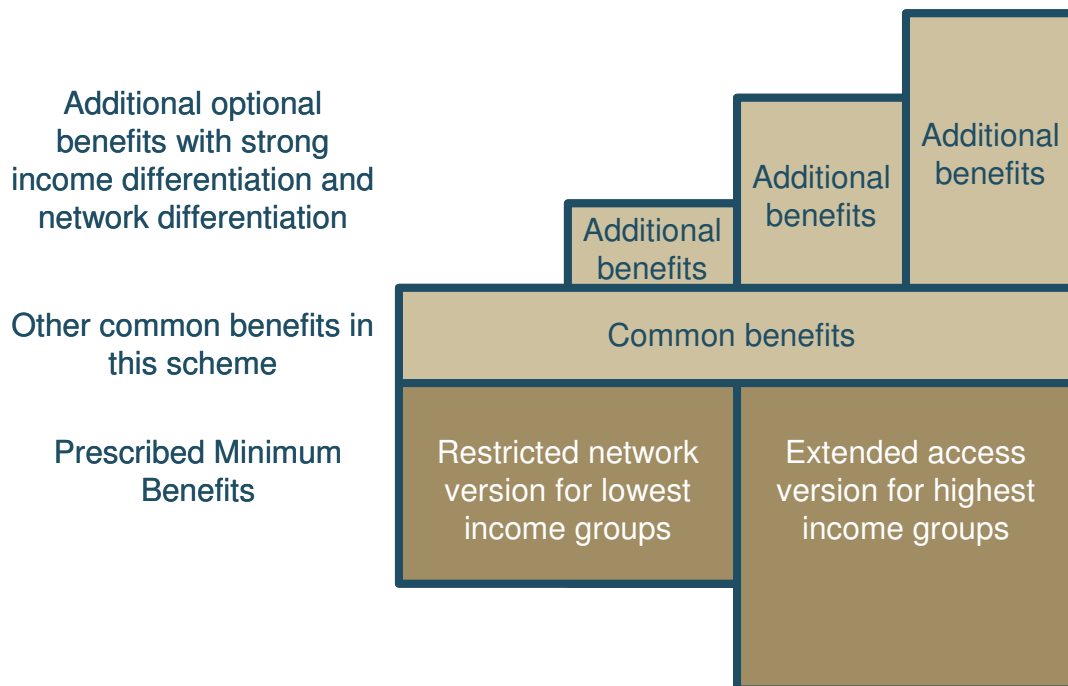 Additional optional
benefits with strong
income differentiation and
network differentiation
Additional
benefits
Additional
benefits
Additional
benefits
Other common benefits in
this scheme
Common benefits
Prescribed Minimum
Benefits
Restricted network
version for lowest
income groups
Extended access
version for highest
income groups